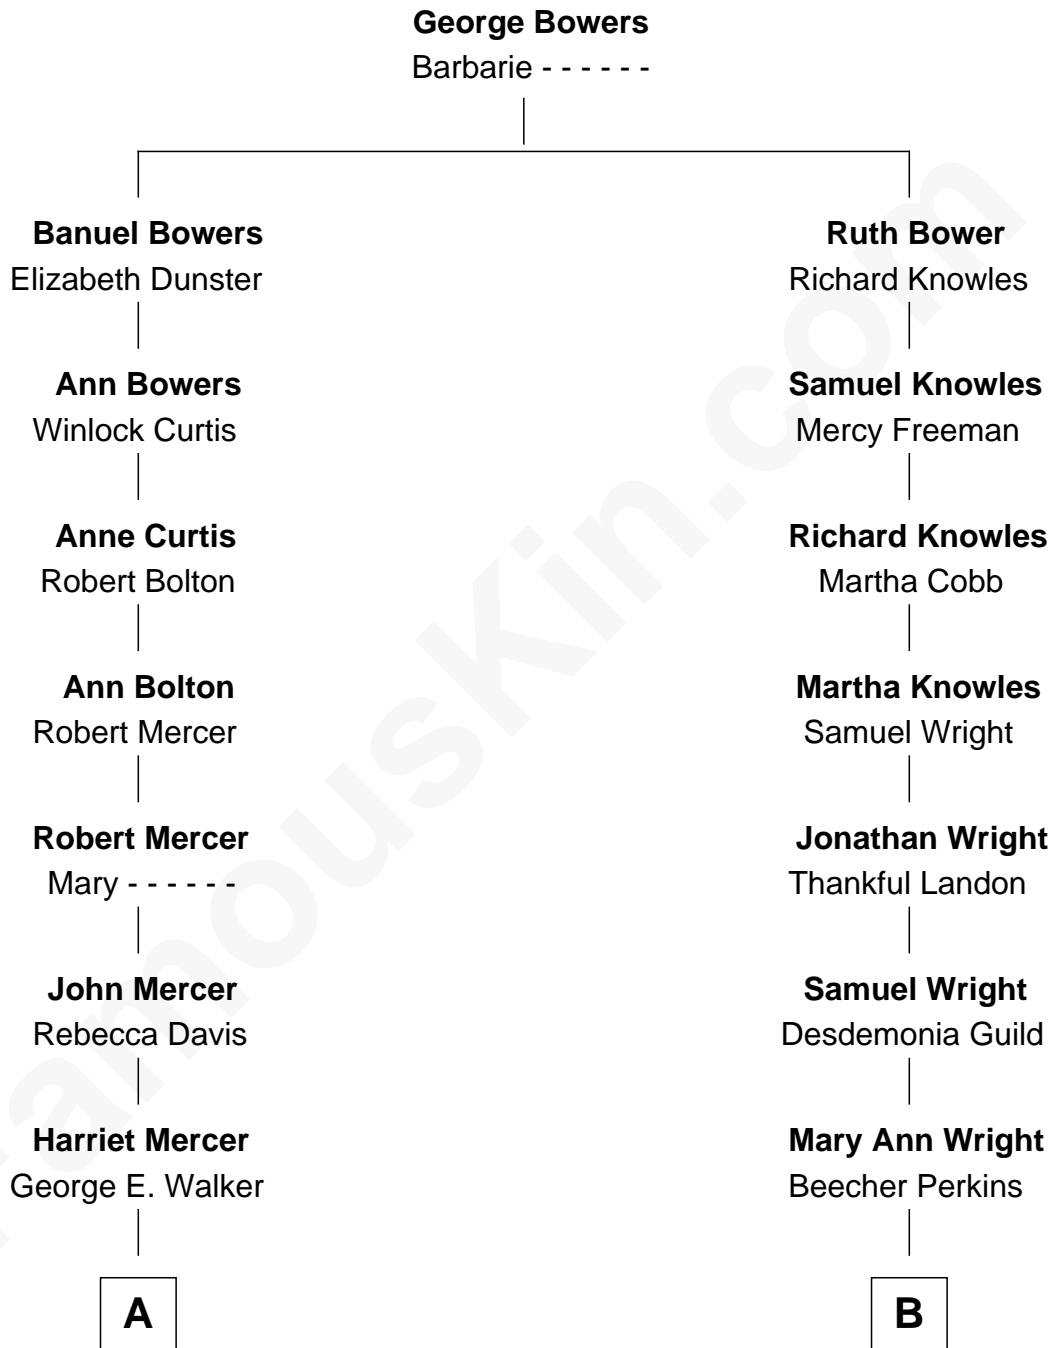 George Bowers
Barbarie - - - - - -
Banuel Bowers
Elizabeth Dunster
Ruth Bower
Richard Knowles
Ann Bowers
Winlock Curtis
Samuel Knowles
Mercy Freeman
Anne Curtis
Robert Bolton
Richard Knowles
Martha Cobb
Ann Bolton
Robert Mercer
Martha Knowles
Samuel Wright
Robert Mercer
Mary - - - - - -
Jonathan Wright
Thankful Landon
John Mercer
Rebecca Davis
Samuel Wright
Desdemonia Guild
Harriet Mercer
George E. Walker
Mary Ann Wright
Beecher Perkins
A
B
FamousKin.com